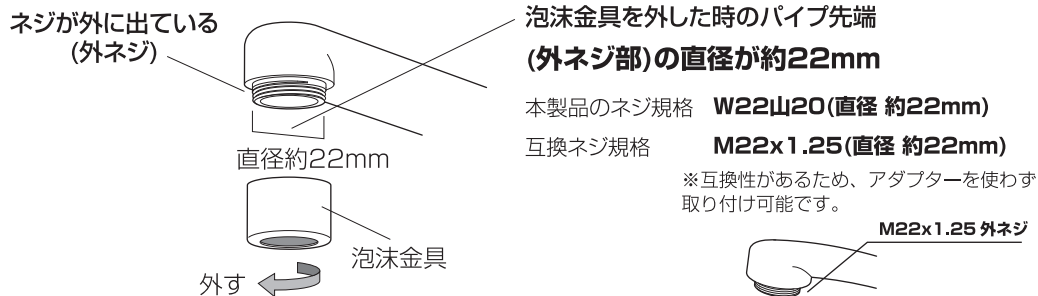 ネジが外に出ている
(外ネジ)
直径約22mm
泡沫金具
外す
泡沫金具を外した時のパイプ先端
(外ネジ部)の直径が約22mm
本製品のネジ規格 W22山20(直径 約22mm)
互換ネジ規格 M22x1.25(直径 約22mm)
※互換性があるため、アダプターを使わず
取り付け可能です。
M22x1.25 外ネジ